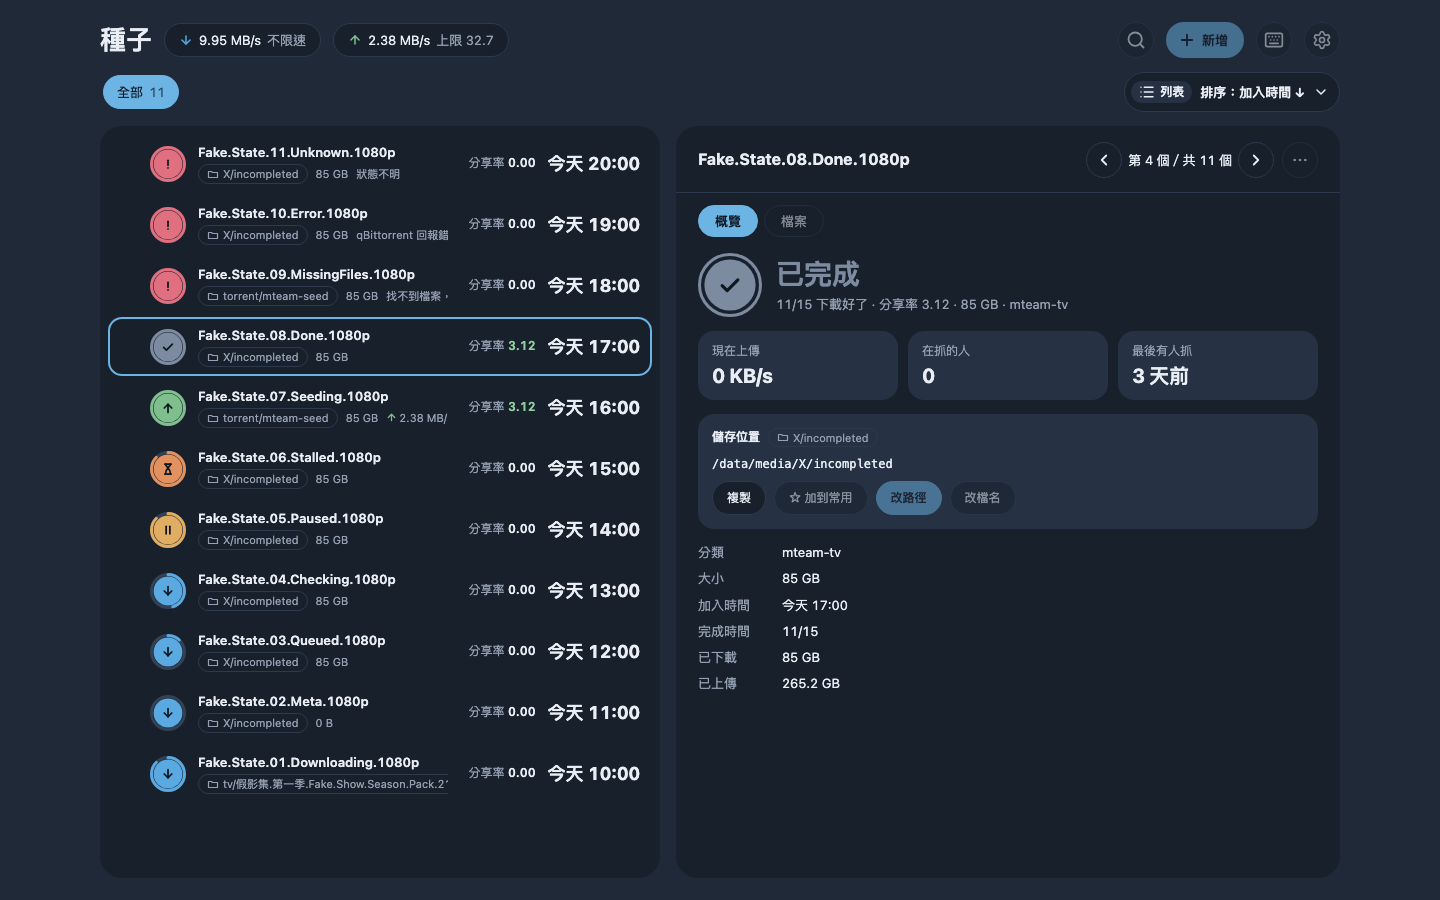 種子 9.95 MB/s 不限速 2.38 MB/s 上限 32.7 新增
全部 11 列表 排序：加入時間
Fake.State.11.Unknown.1080p
X/incompleted 85 GB 狀態不明
分享率 0.00 今天 20:00
Fake.State.10.Error.1080p
X/incompleted 85 GB qBittorrent 回報錯
分享率 0.00 今天 19:00
Fake.State.09.MissingFiles.1080p
torrent/mteam-seed 85 GB 找不到檔案，
分享率 0.00 今天 18:00
Fake.State.08.Done.1080p
X/incompleted 85 GB
分享率 3.12 今天 17:00
Fake.State.07.Seeding.1080p
torrent/mteam-seed 85 GB 2.38 MB/
分享率 3.12 今天 16:00
Fake.State.06.Stalled.1080p
X/incompleted 85 GB
分享率 0.00 今天 15:00
Fake.State.05.Paused.1080p
X/incompleted 85 GB
分享率 0.00 今天 14:00
Fake.State.04.Checking.1080p
X/incompleted 85 GB
分享率 0.00 今天 13:00
Fake.State.03.Queued.1080p
X/incompleted 85 GB
分享率 0.00 今天 12:00
Fake.State.02.Meta.1080p
X/incompleted 0 B
分享率 0.00 今天 11:00
Fake.State.01.Downloading.1080p
tv/假影集.第一季.Fake.Show.Season.Pack.2
分享率 0.00 今天 10:00
Fake.State.08.Done.1080p 第 4 個 / 共 11 個
概覽 檔案
已完成
11/15 下載好了 · 分享率 3.12 · 85 GB · mteam-tv
現在上傳
0 KB/s
在抓的人
0
最後有人抓
3 天前
儲存位置 X/incompleted
/data/media/X/incompleted
複製 加到常用 改路徑 改檔名
分類 mteam-tv
大小 85 GB
加入時間 今天 17:00
完成時間 11/15
已下載 85 GB
已上傳 265.2 GB